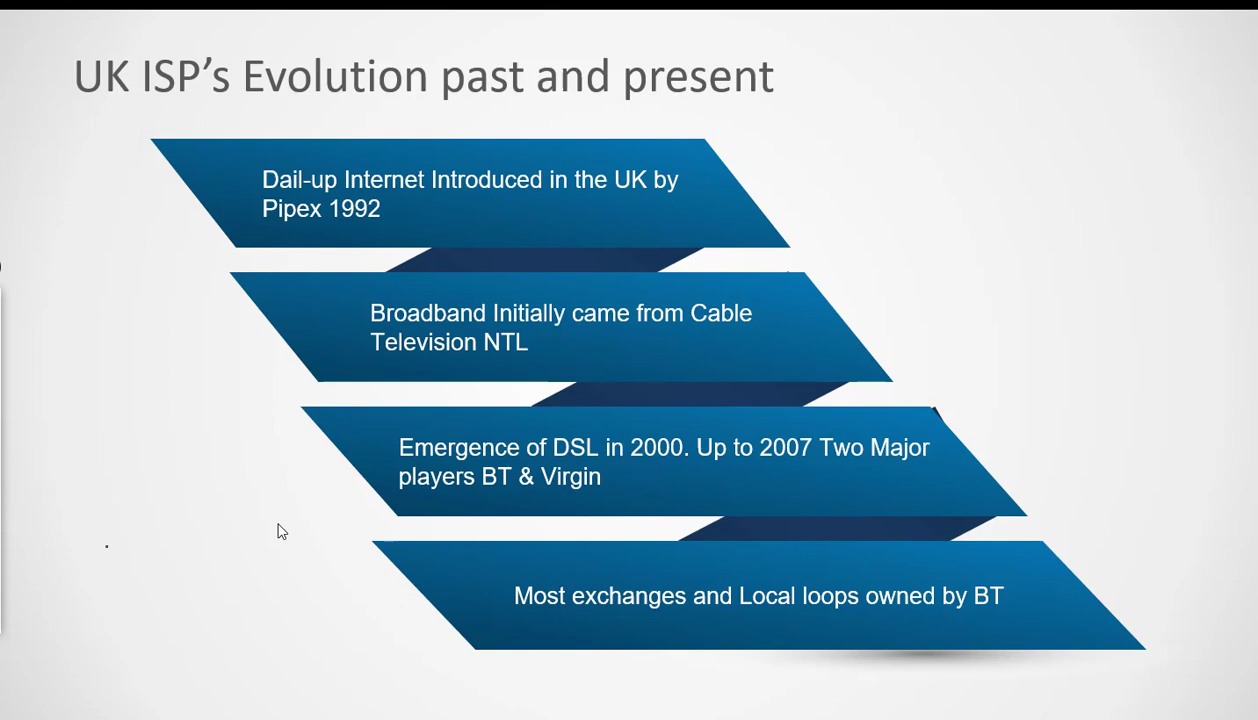 UK ISP’s Evolution past and present
Dail-up Internet Introduced in the UK by
Pipex 1992
Broadband Initially came from Cable
Television NTL
Emergence of DSL in 2000. Up to 2007 Two Major
players BT & Virgin
Most exchanges and Local loops owned by BT